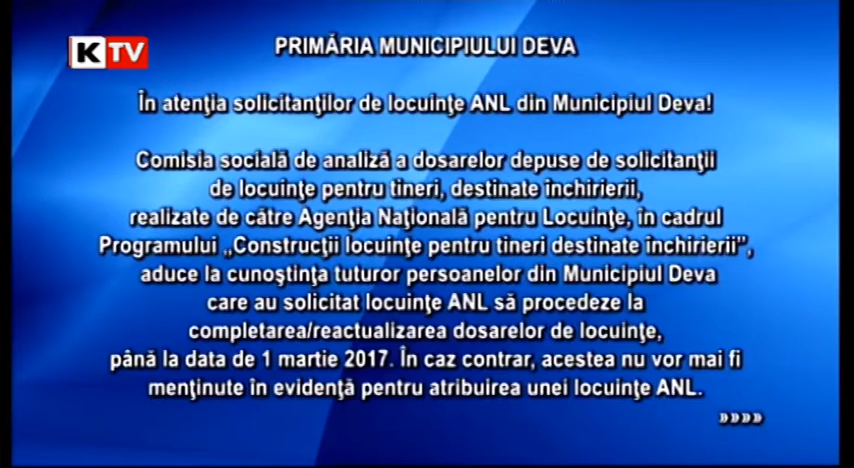 KTV
PRIMĂRIA MUNICIPIULUI DEVA
În atenţia solicitanţilor de locuinţe ANL din Municipiul Deva!
Comisia socială de analiză a dosarelor depuse de solicitanţii
de locuinţe pentru tineri, destinate închirierii,
realizate de către Agenţia Naţională pentru Locuinţe, în cadrul
Programului „Construcţii locuinţe pentru tineri destinate închirierii”,
aduce la cunoştinţa tuturor persoanelor din Municipiul Deva
care au solicitat locuinţe ANL să procedeze la
completarea/reactualizarea dosarelor de locuinţe,
până la data de 1 martie 2017. În caz contrar, acestea nu vor mai fi
menţinute în evidenţă pentru atribuirea unei locuinţe ANL.
»»»»